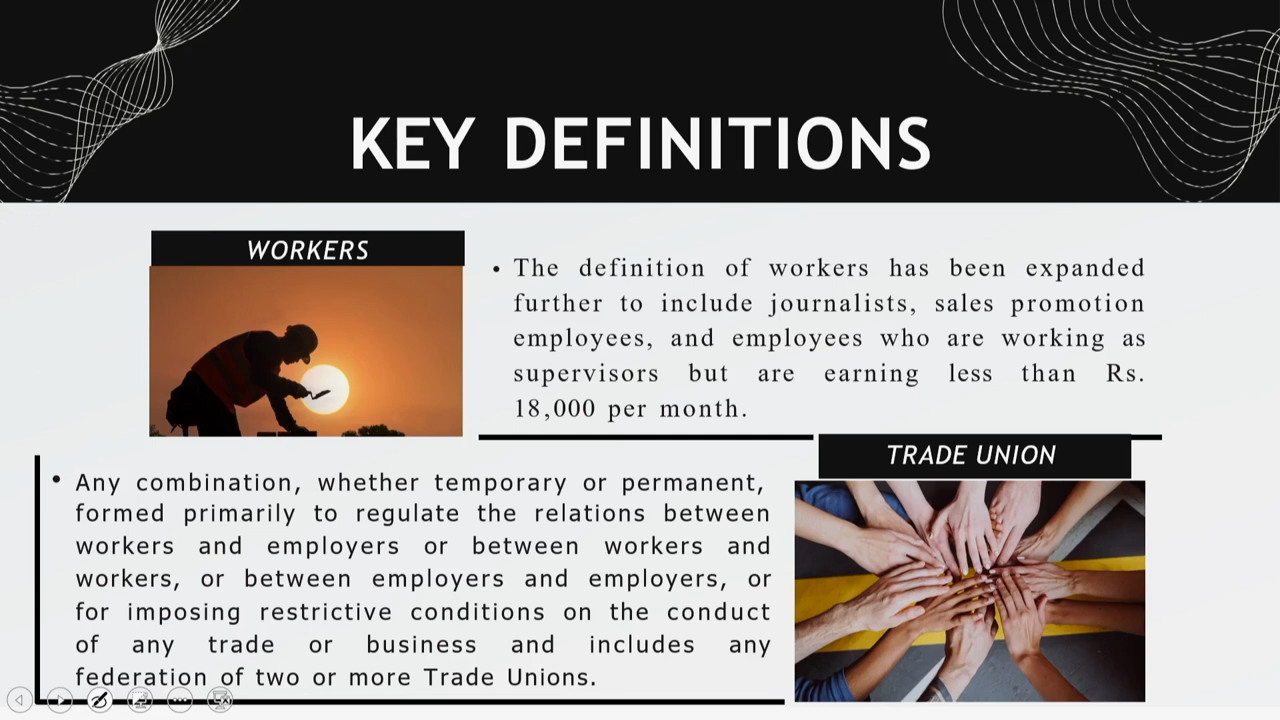 KEY DEFINITIONS
WORKERS
• The definition of workers has been expanded
further to include journalists, sales promotion
employees, and employees who are working as
supervisors but are earning less than Rs.
18,000 per month.
TRADE UNION
• Any combination, whether temporary or permanent,
formed primarily to regulate the relations between
workers and employers or between workers and
workers, or between employers and employers, or
for imposing restrictive conditions on the conduct
of any trade or business and includes any
federation of two or more Trade Unions.